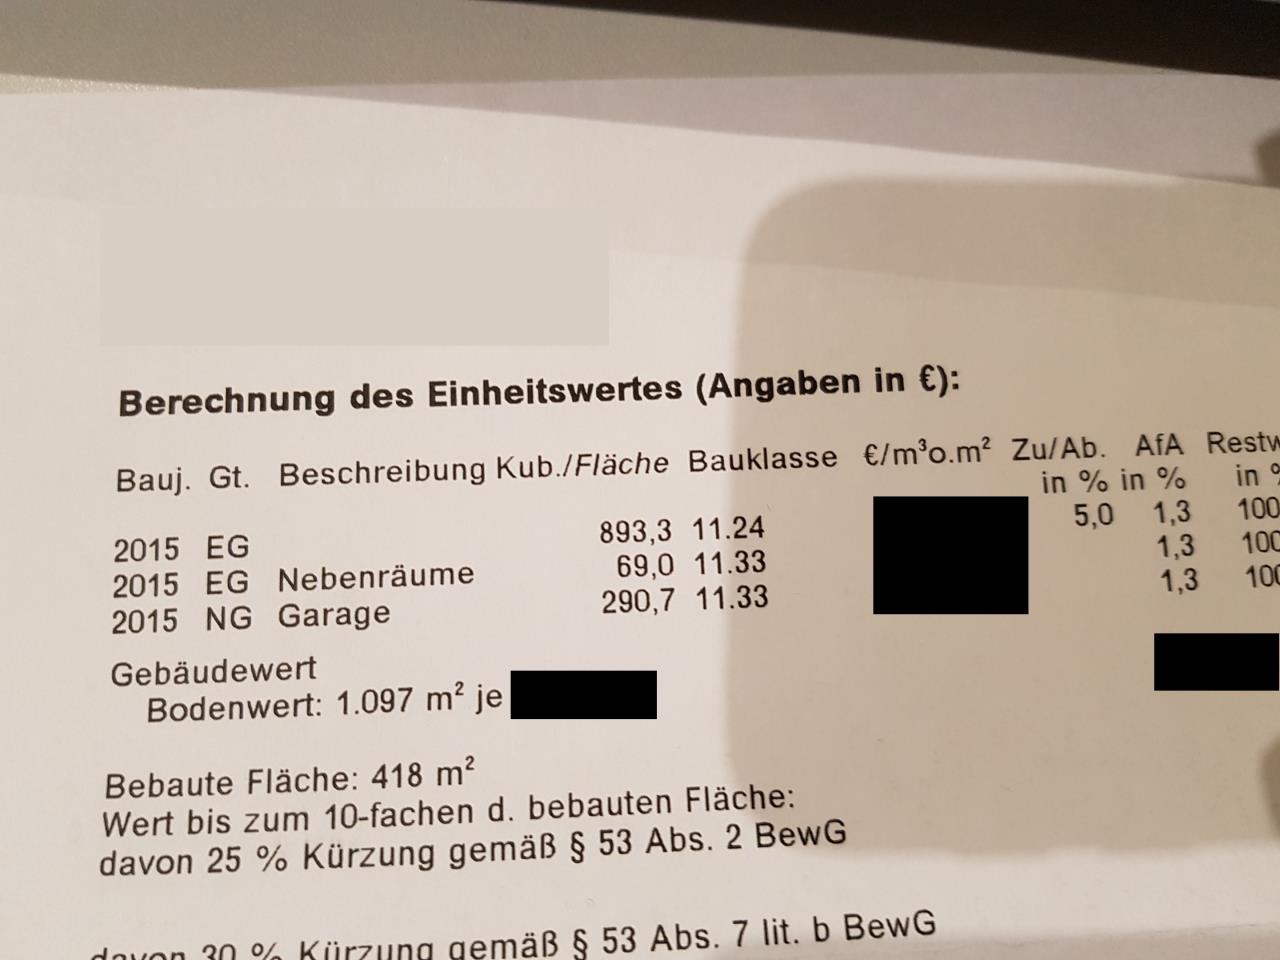 Berechnung des Einheitswertes (Angaben in €):
Bauj. Gt. Beschreibung Kub./Fläche Bauklasse €/m³o.m² Zu/Ab. AfA
in % in % in
2015 EG 893,3 11.24 5,0 1,3 100
2015 EG Nebenräume 69,0 11.33 1,3 100
2015 NG Garage 290,7 11.33 1,3 100
Gebäudewert
Bodenwert: 1.097 m² je
Bebaute Fläche: 418 m²
Wert bis zum 10-fachen d. bebauten Fläche:
davon 25 % Kürzung gemäß § 53 Abs. 2 BewG
davon 30 % Kürzung gemäß § 53 Abs. 7 lit. b BewG